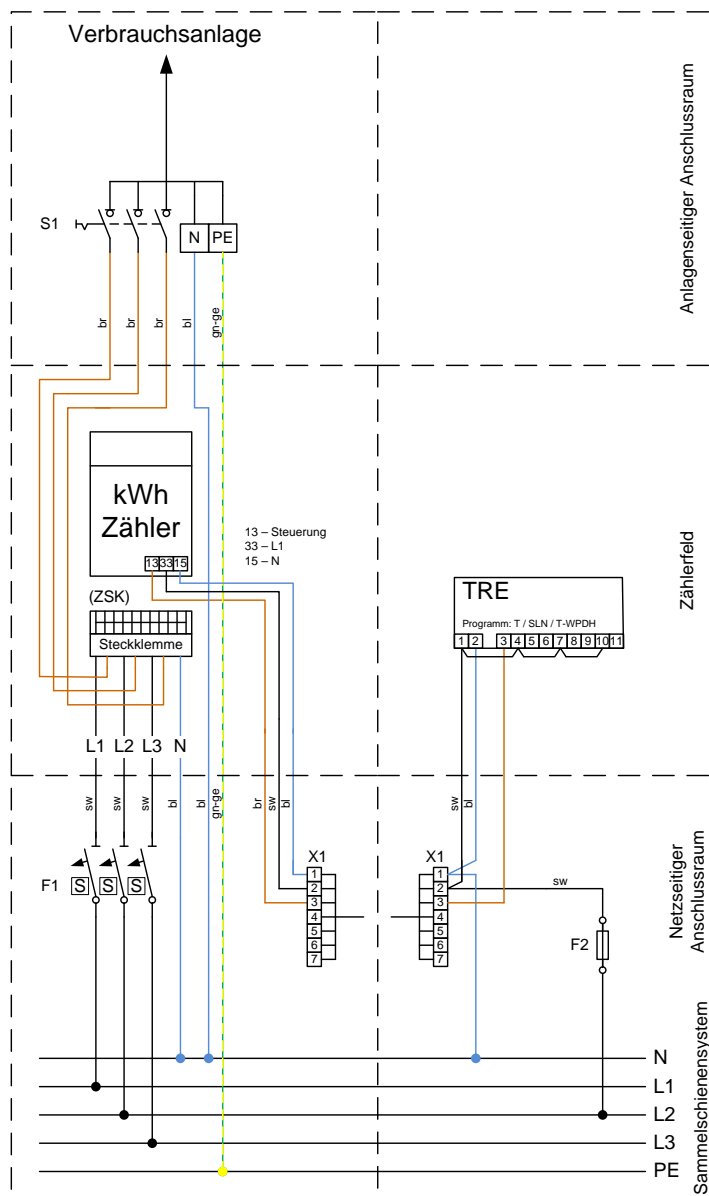 Verbrauchsanlage
S1
N PE
br
br
br
bl
gn-ge
Anlagenseitiger Anschlussraum
kWh
Zähler
13 33 15
13 – Steuerung
33 – L1
15 – N
(ZSK)
Steckklemme
TRE
Programm: T / SLN / T-WPDH
1 2 3 4 5 6 7 8 9 10 11
Zählerfeld
L1 L2 L3 N
sw
sw
sw
bl
bl
gn-ge
br
sw
bl
sw
bl
F1
S S S
X1
1
2
3
4
5
6
7
X1
1
2
3
4
5
6
7
sw
F2
Netzseitiger
Anschlussraum
N
L1
L2
L3
PE
Sammelschienensystem